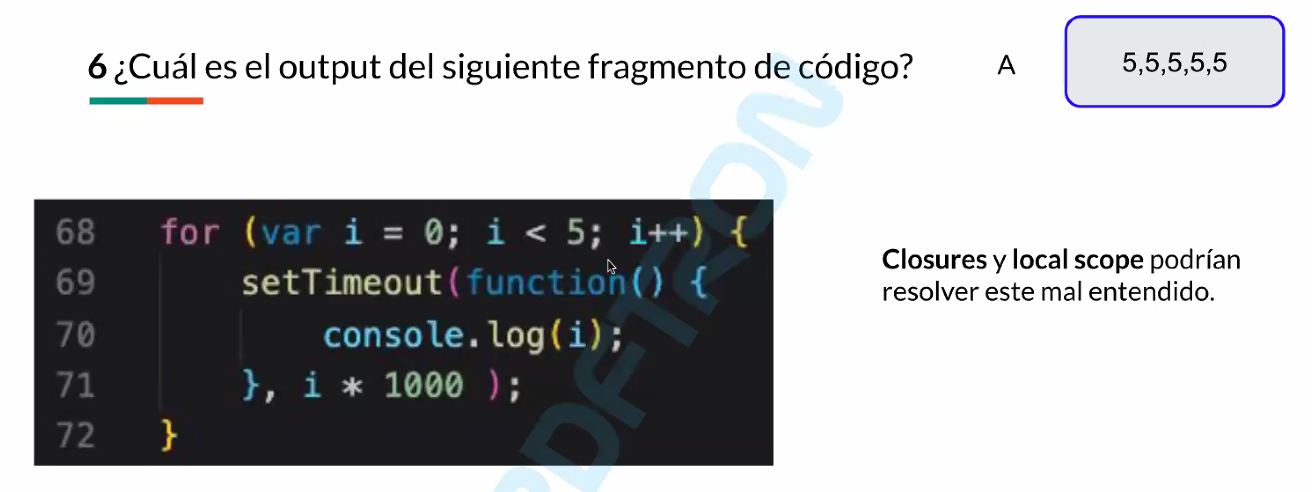 6 ¿Cuál es el output del siguiente fragmento de código?
A
5,5,5,5,5
68 for (var i = 0; i < 5; i++) {
69 setTimeout(function() {
70 console.log(i);
71 }, i * 1000 );
72 }
Closures y local scope podrían
resolver este mal entendido.
PDFTRON